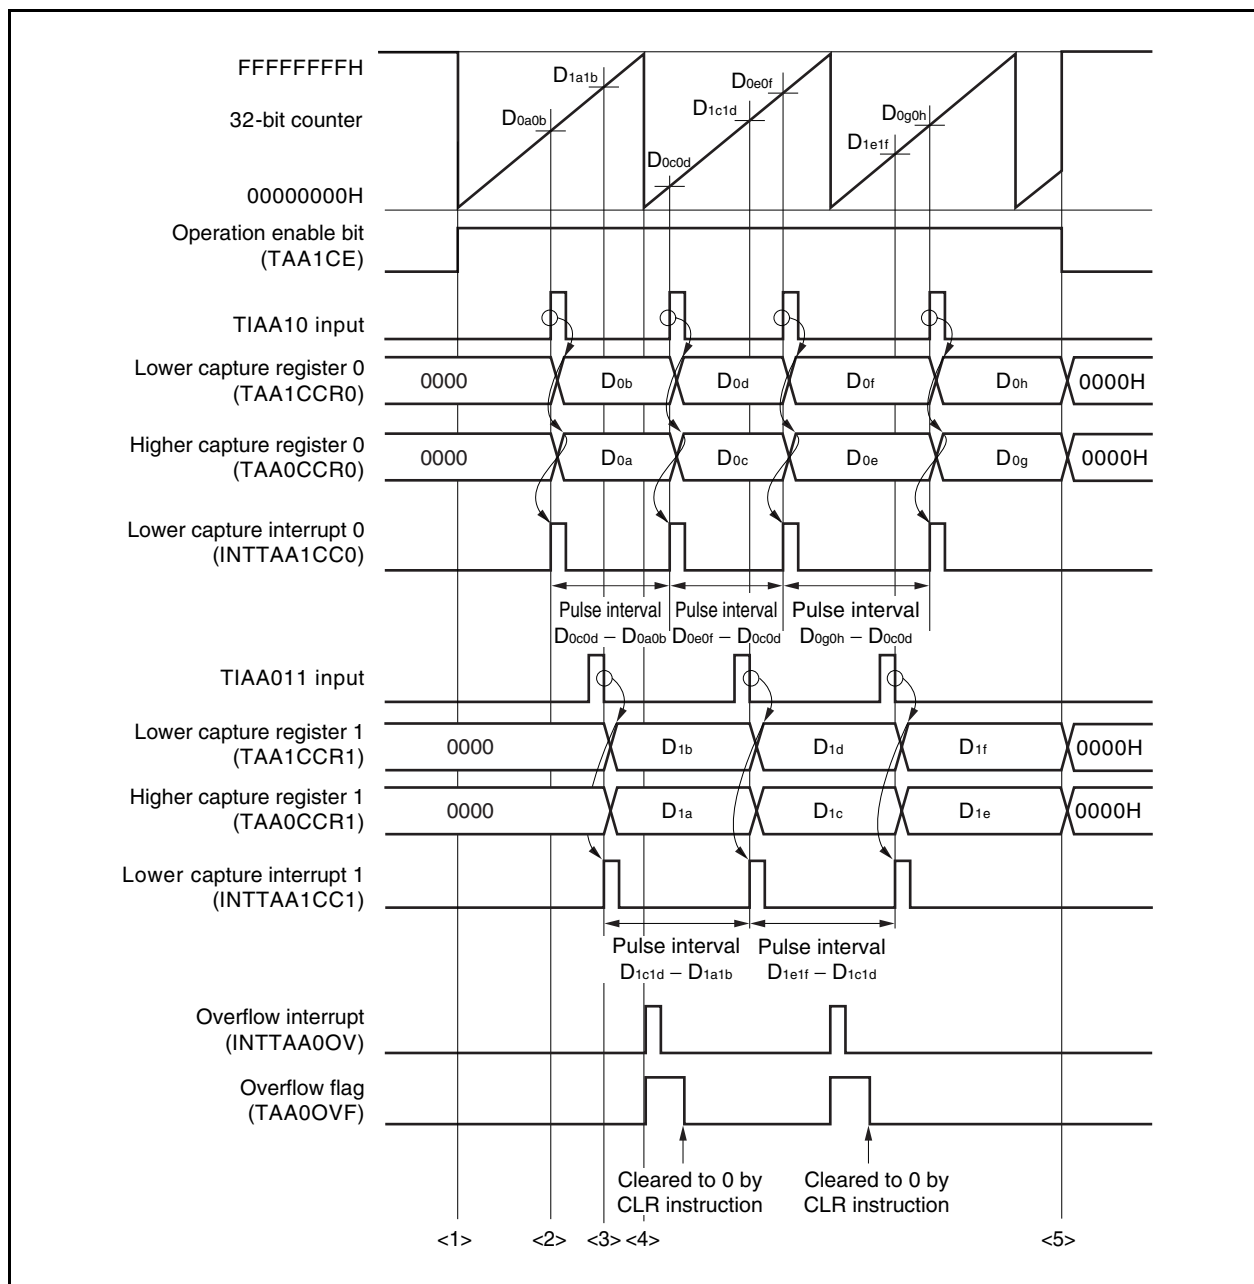 FFFFFFFFH
32-bit counter
00000000H
D0a0b
D1a1b
D0c0d
D1c1d
D0e0f
D1e1f
D0g0h
Operation enable bit
(TAA1CE)
TIAA10 input
Lower capture register 0
(TAA1CCR0)
0000 D0b D0d D0f D0h 0000H
Higher capture register 0
(TAA0CCR0)
0000 D0a D0c D0e D0g 0000H
Lower capture interrupt 0
(INTTAA1CC0)
Pulse interval Pulse interval Pulse interval
D0c0d – D0a0b D0e0f – D0c0d D0g0h – D0c0d
TIAA011 input
Lower capture register 1
(TAA1CCR1)
0000 D1b D1d D1f 0000H
Higher capture register 1
(TAA0CCR1)
0000 D1a D1c D1e 0000H
Lower capture interrupt 1
(INTTAA1CC1)
Pulse interval Pulse interval
D1c1d – D1a1b D1e1f – D1c1d
Overflow interrupt
(INTTAA0OV)
Overflow flag
(TAA0OVF)
Cleared to 0 by
CLR instruction
Cleared to 0 by
CLR instruction
<1> <2> <3> <4> <5>